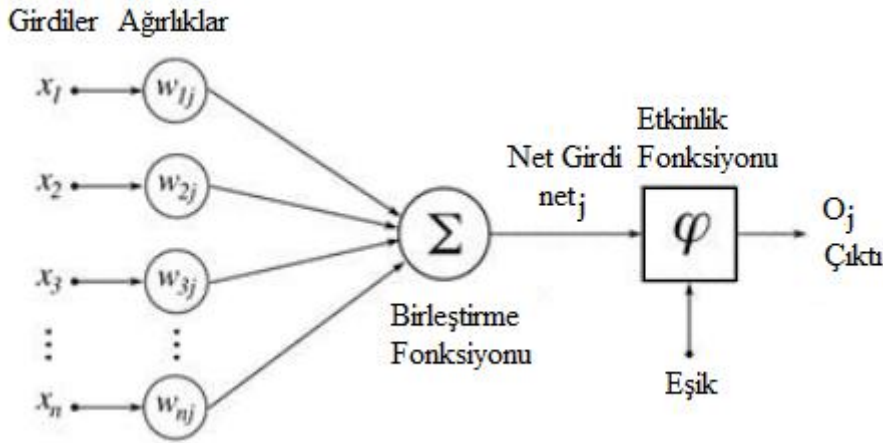 Girdiler Ağırlıklar
x1 w1j
x2 w2j
x3 w3j
xn wnj
Σ
Birleştirme
Fonksiyonu
Net Girdi
netj
Etkinlik
Fonksiyonu
φ
Eşik
Oj
Çıktı